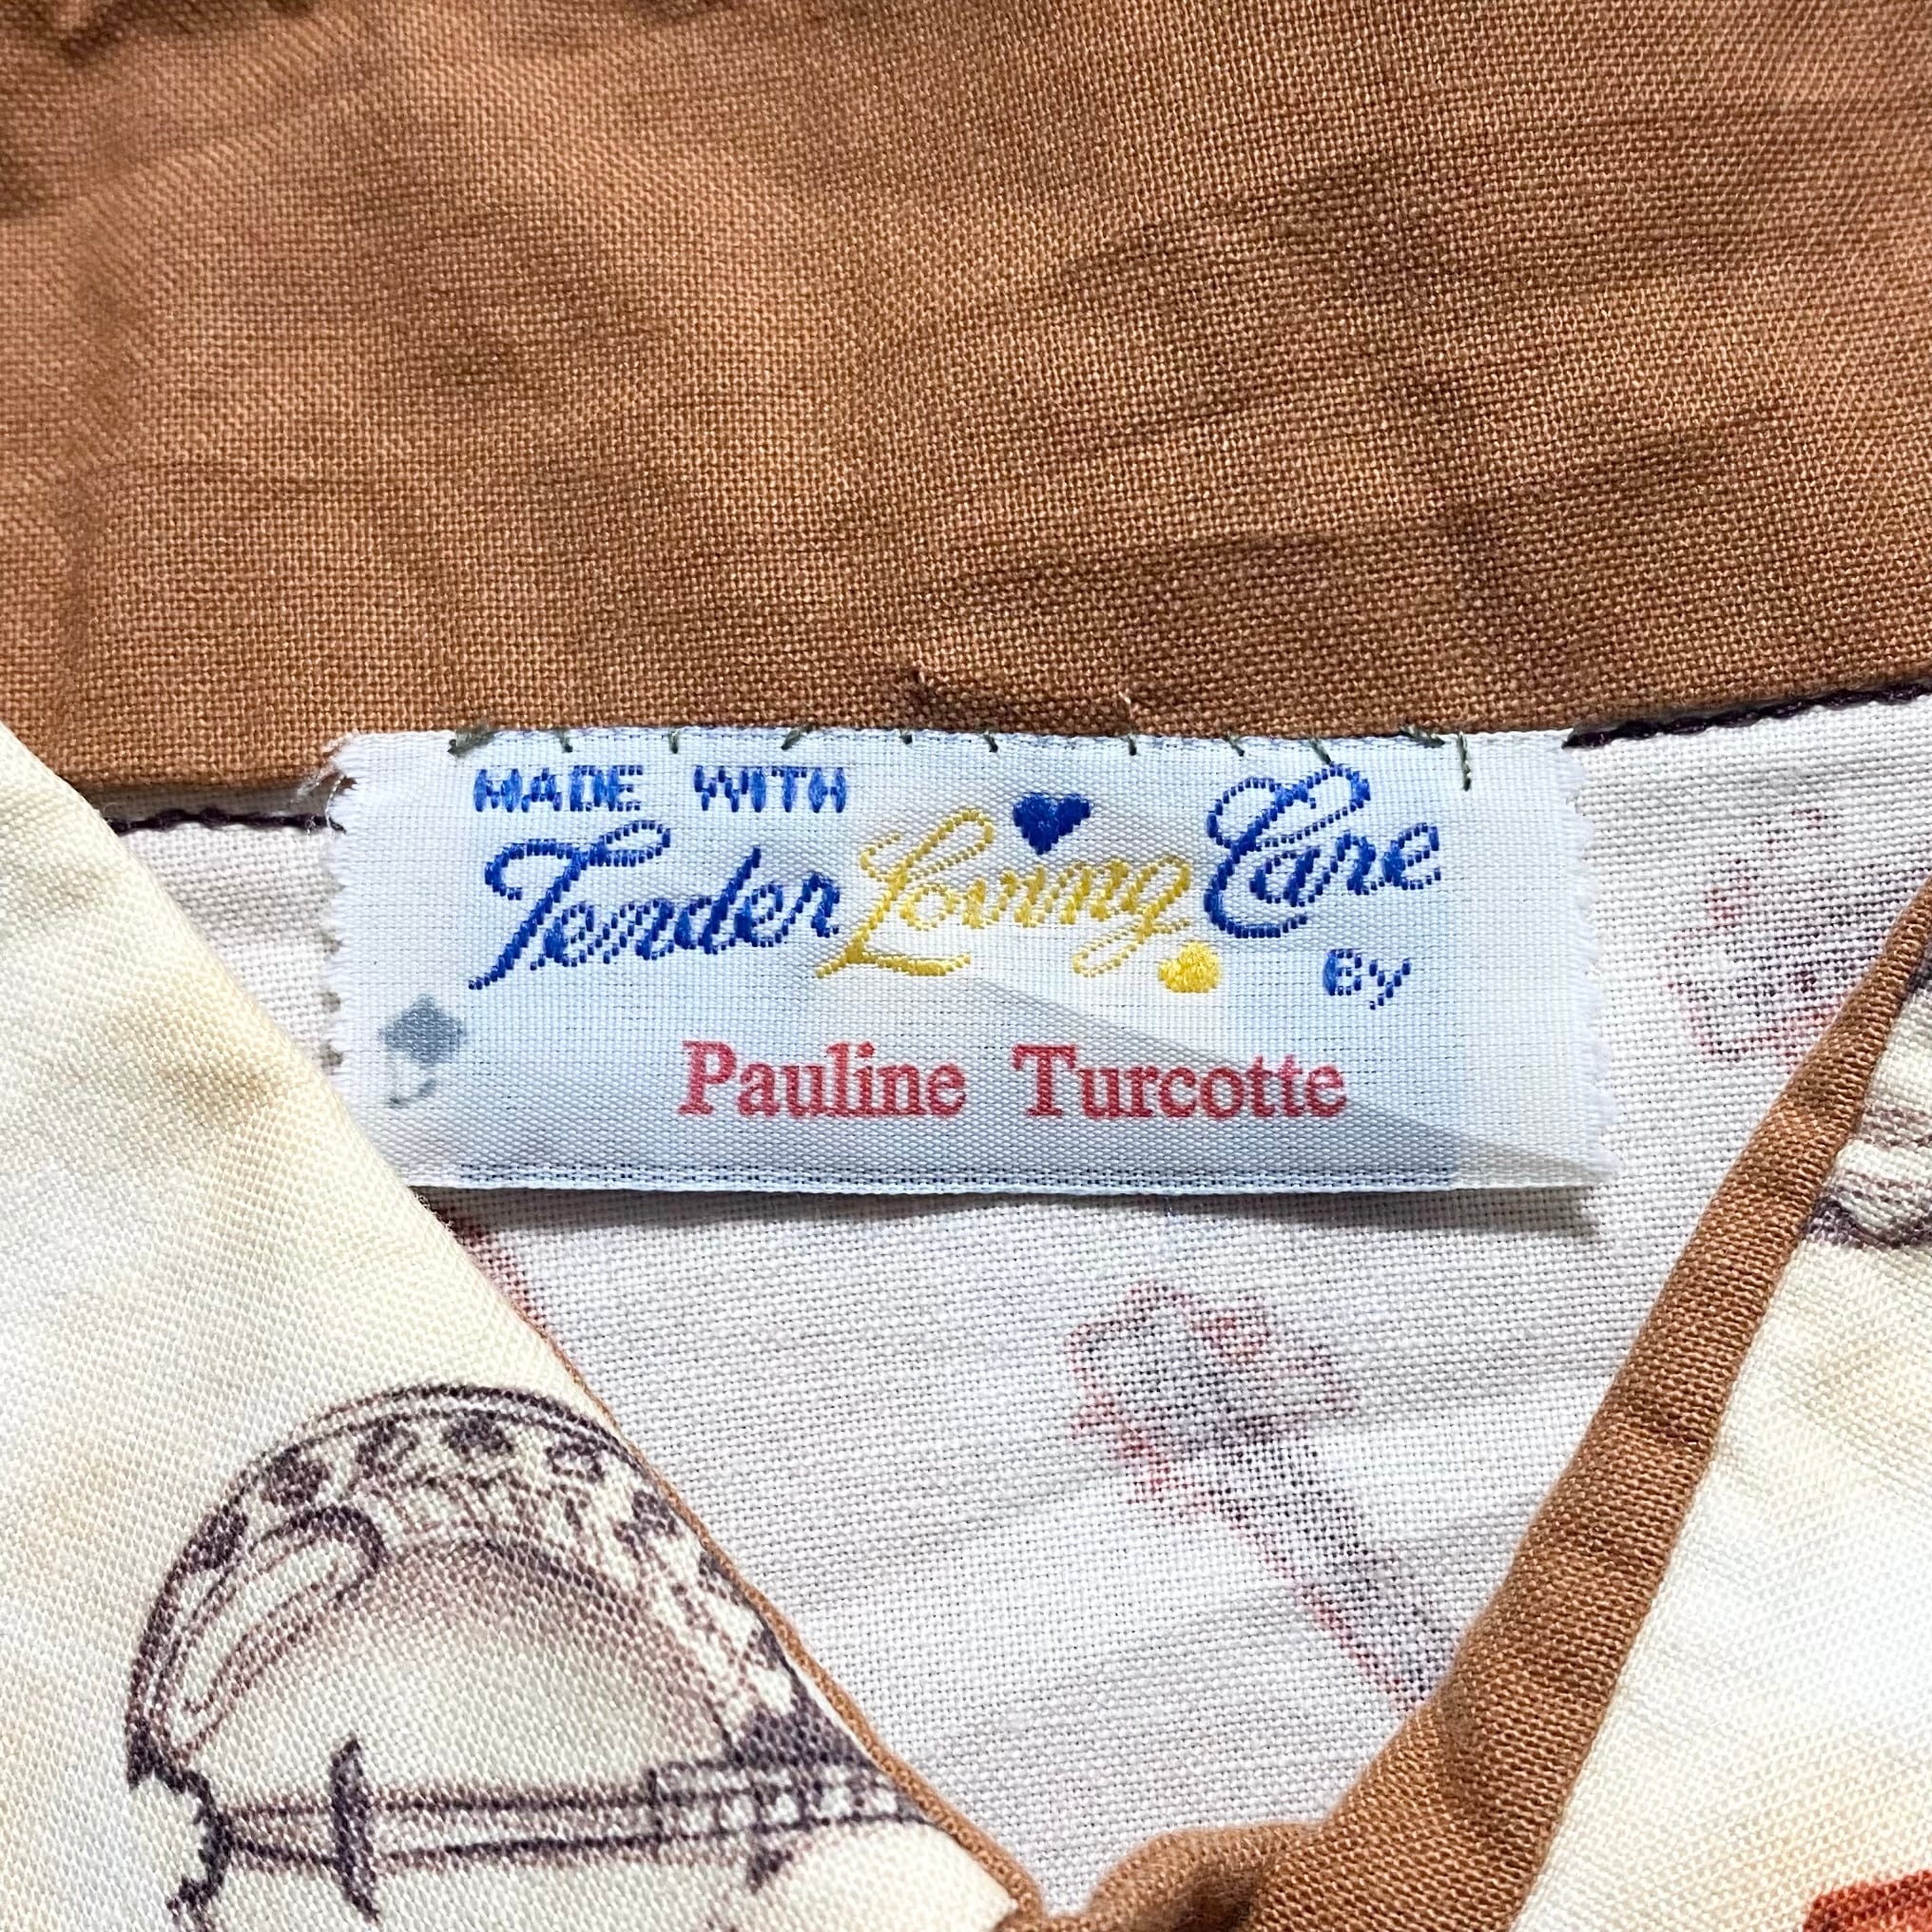 MADE WITH
Tender Loving Care
BY
Pauline Turcotte